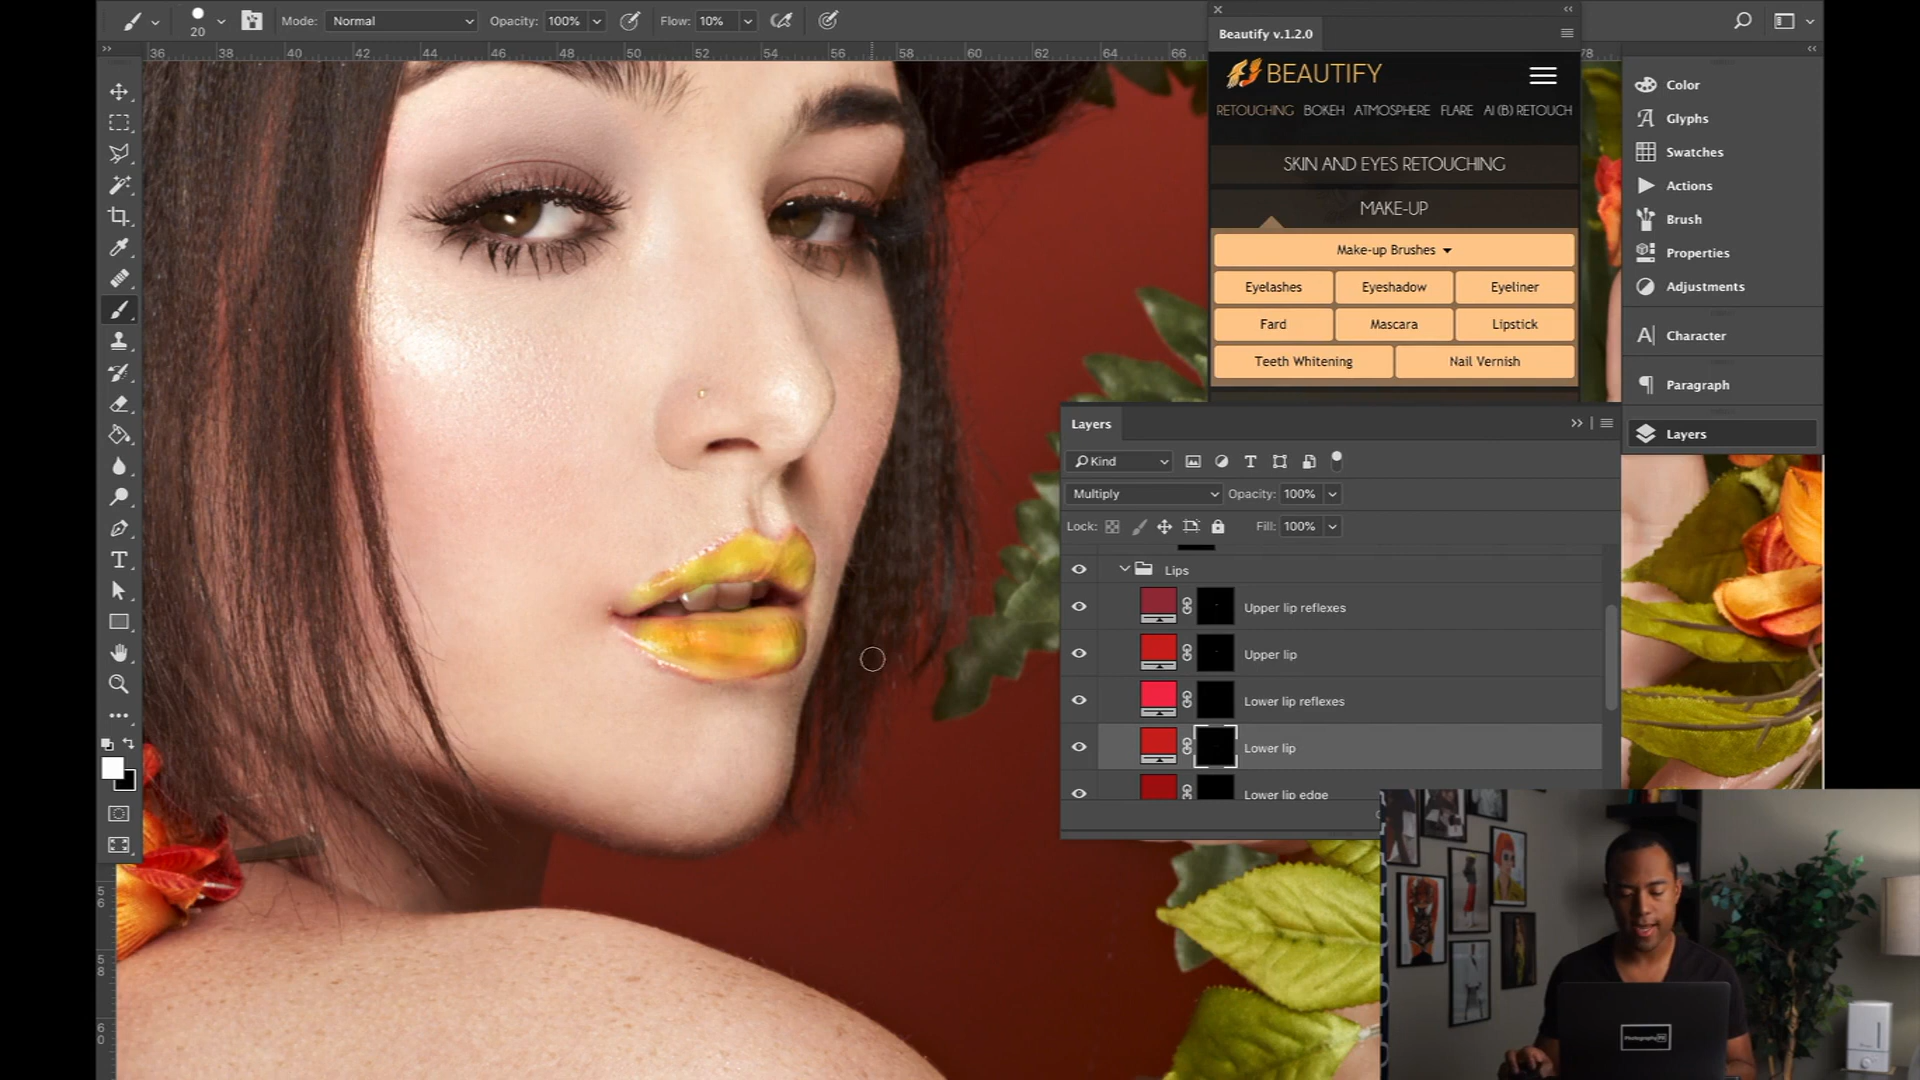 20
Mode: Normal
Opacity: 100%
Flow: 10%
36 38 40 42 44 46 48 50 52 54 56 58 60 62 64 66 78
Beautify v.1.2.0
BEAUTIFY
RETOUCHING BOKEH ATMOSPHERE FLARE AI (B) RETOUCH
SKIN AND EYES RETOUCHING
MAKE-UP
Make-up Brushes
Eyelashes Eyeshadow Eyeliner
Fard Mascara Lipstick
Teeth Whitening Nail Vernish
Color
Glyphs
Swatches
Actions
Brush
Properties
Adjustments
Character
Paragraph
Layers
Layers
Kind
Multiply Opacity: 100%
Lock: Fill: 100%
Lips
Upper lip reflexes
Upper lip
Lower lip reflexes
Lower lip
Lower lip edge
56
58
60